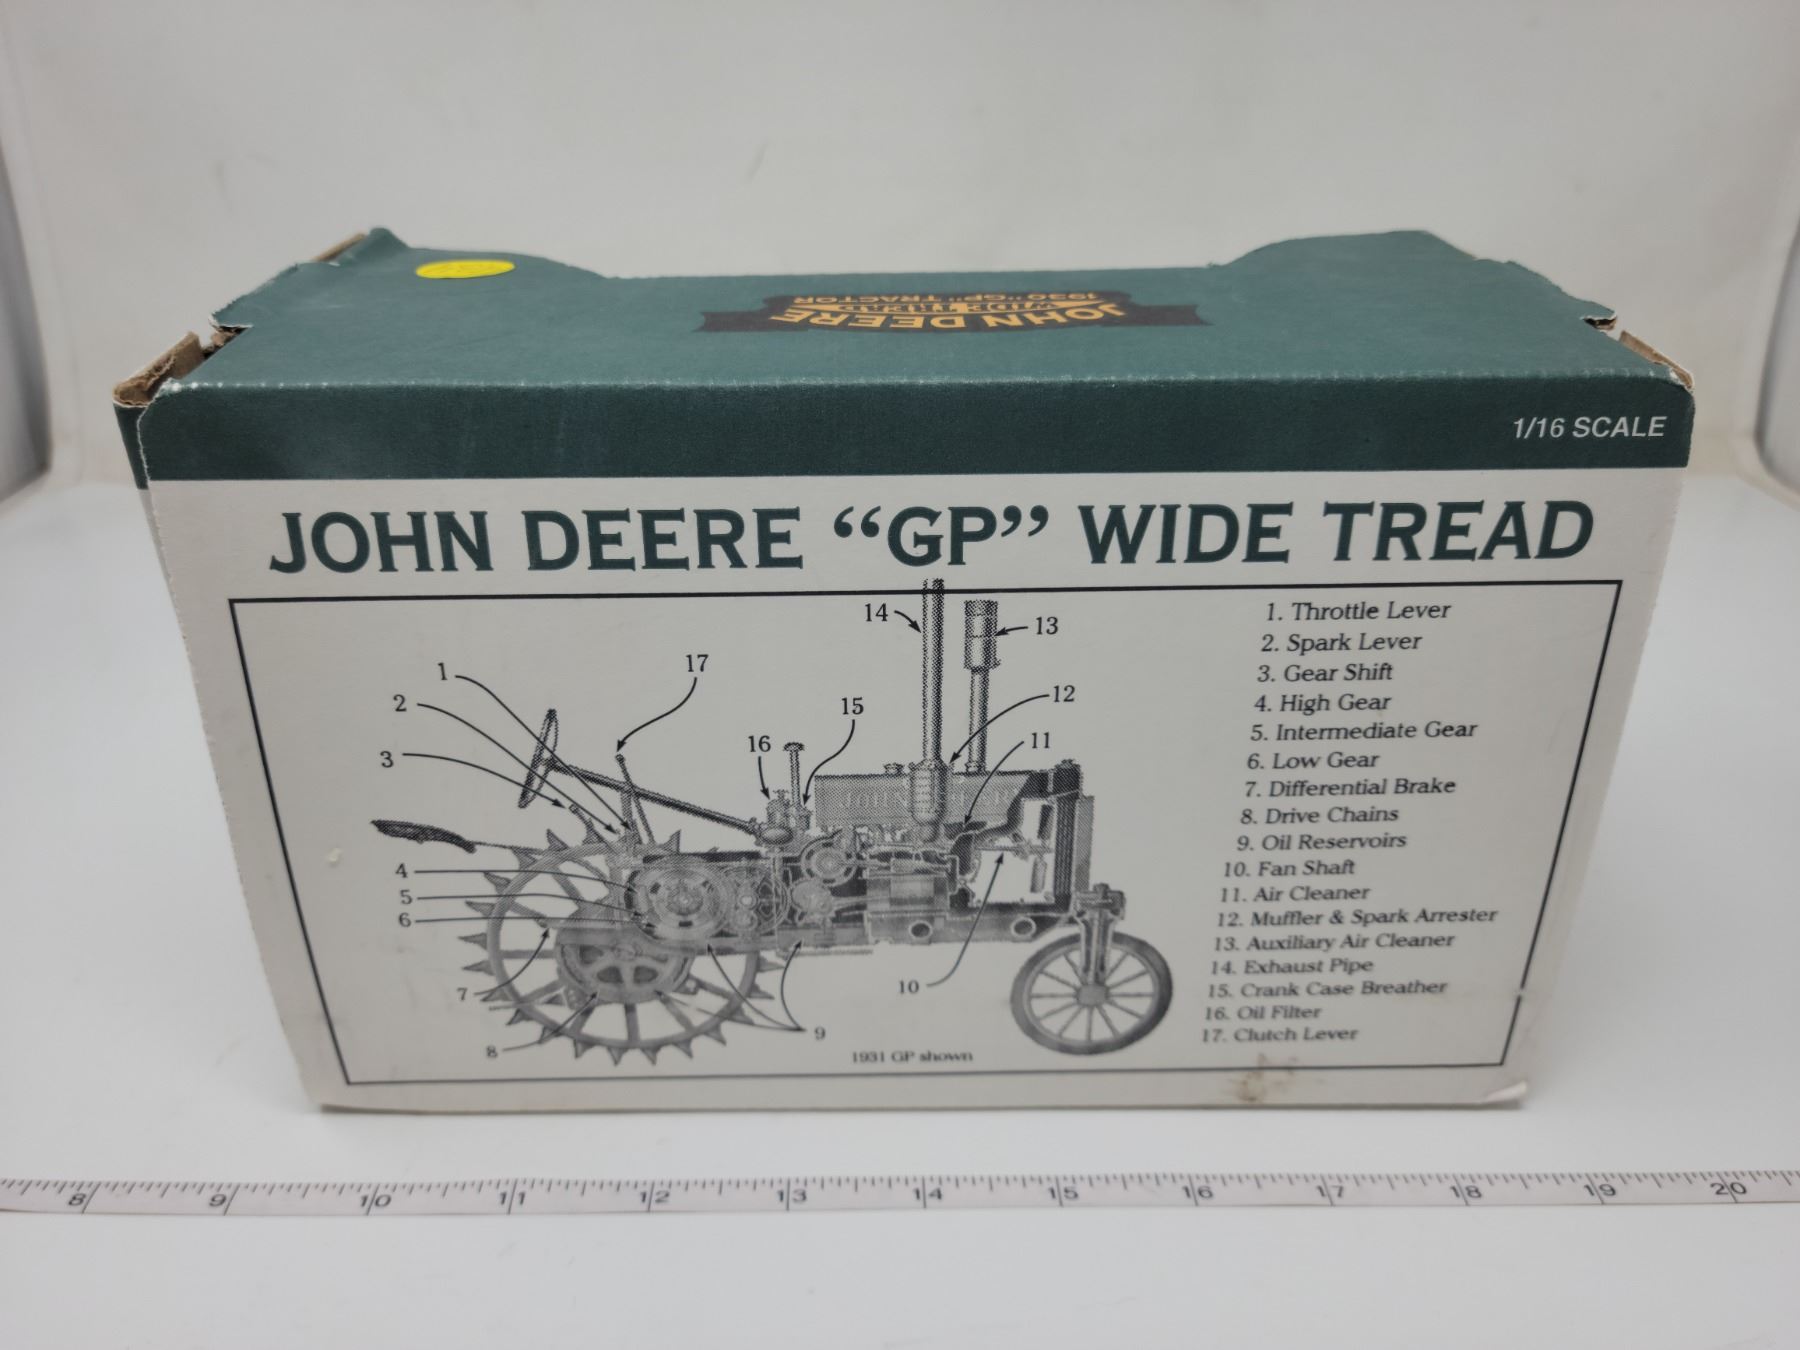 JOHN DEERE
WIDE TREAD
1930 "GP" TRACTOR
1/16 SCALE
JOHN DEERE “GP” WIDE TREAD
14
13
1
17
2
15
12
16
11
3
4
5
6
7
10
8
9
JOHN
1931 GP shown
1. Throttle Lever
2. Spark Lever
3. Gear Shift
4. High Gear
5. Intermediate Gear
6. Low Gear
7. Differential Brake
8. Drive Chains
9. Oil Reservoirs
10. Fan Shaft
11. Air Cleaner
12. Muffler & Spark Arrester
13. Auxiliary Air Cleaner
14. Exhaust Pipe
15. Crank Case Breather
16. Oil Filter
17. Clutch Lever
8 9 10 11 12 13 14 15 16 17 18 19 20